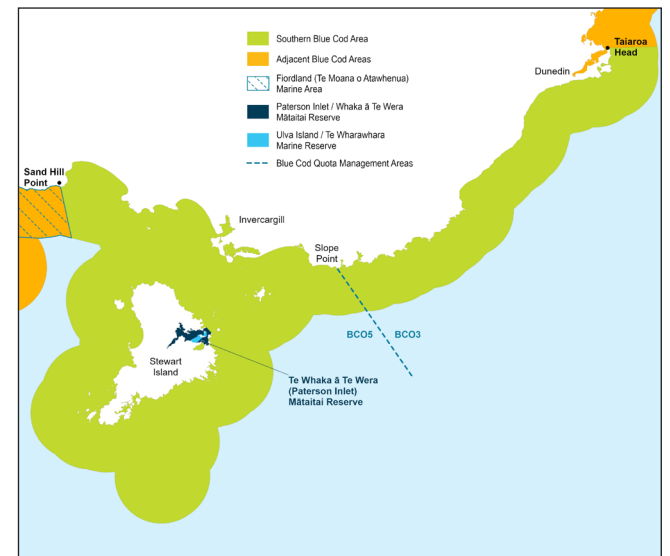 Southern Blue Cod Area
Adjacent Blue Cod Areas
Fiordland (Te Moana o Atawhenua)
Marine Area
Paterson Inlet / Whaka ā Te Wera
Mātaitai Reserve
Ulva Island / Te Wharawhara
Marine Reserve
Blue Cod Quota Management Areas
Taiaroa
Head
Dunedin
Sand Hill
Point
Invercargill
Slope
Point
BCO5
BCO3
Stewart
Island
Te Whaka ā Te Wera
(Paterson Inlet)
Mātaitai Reserve